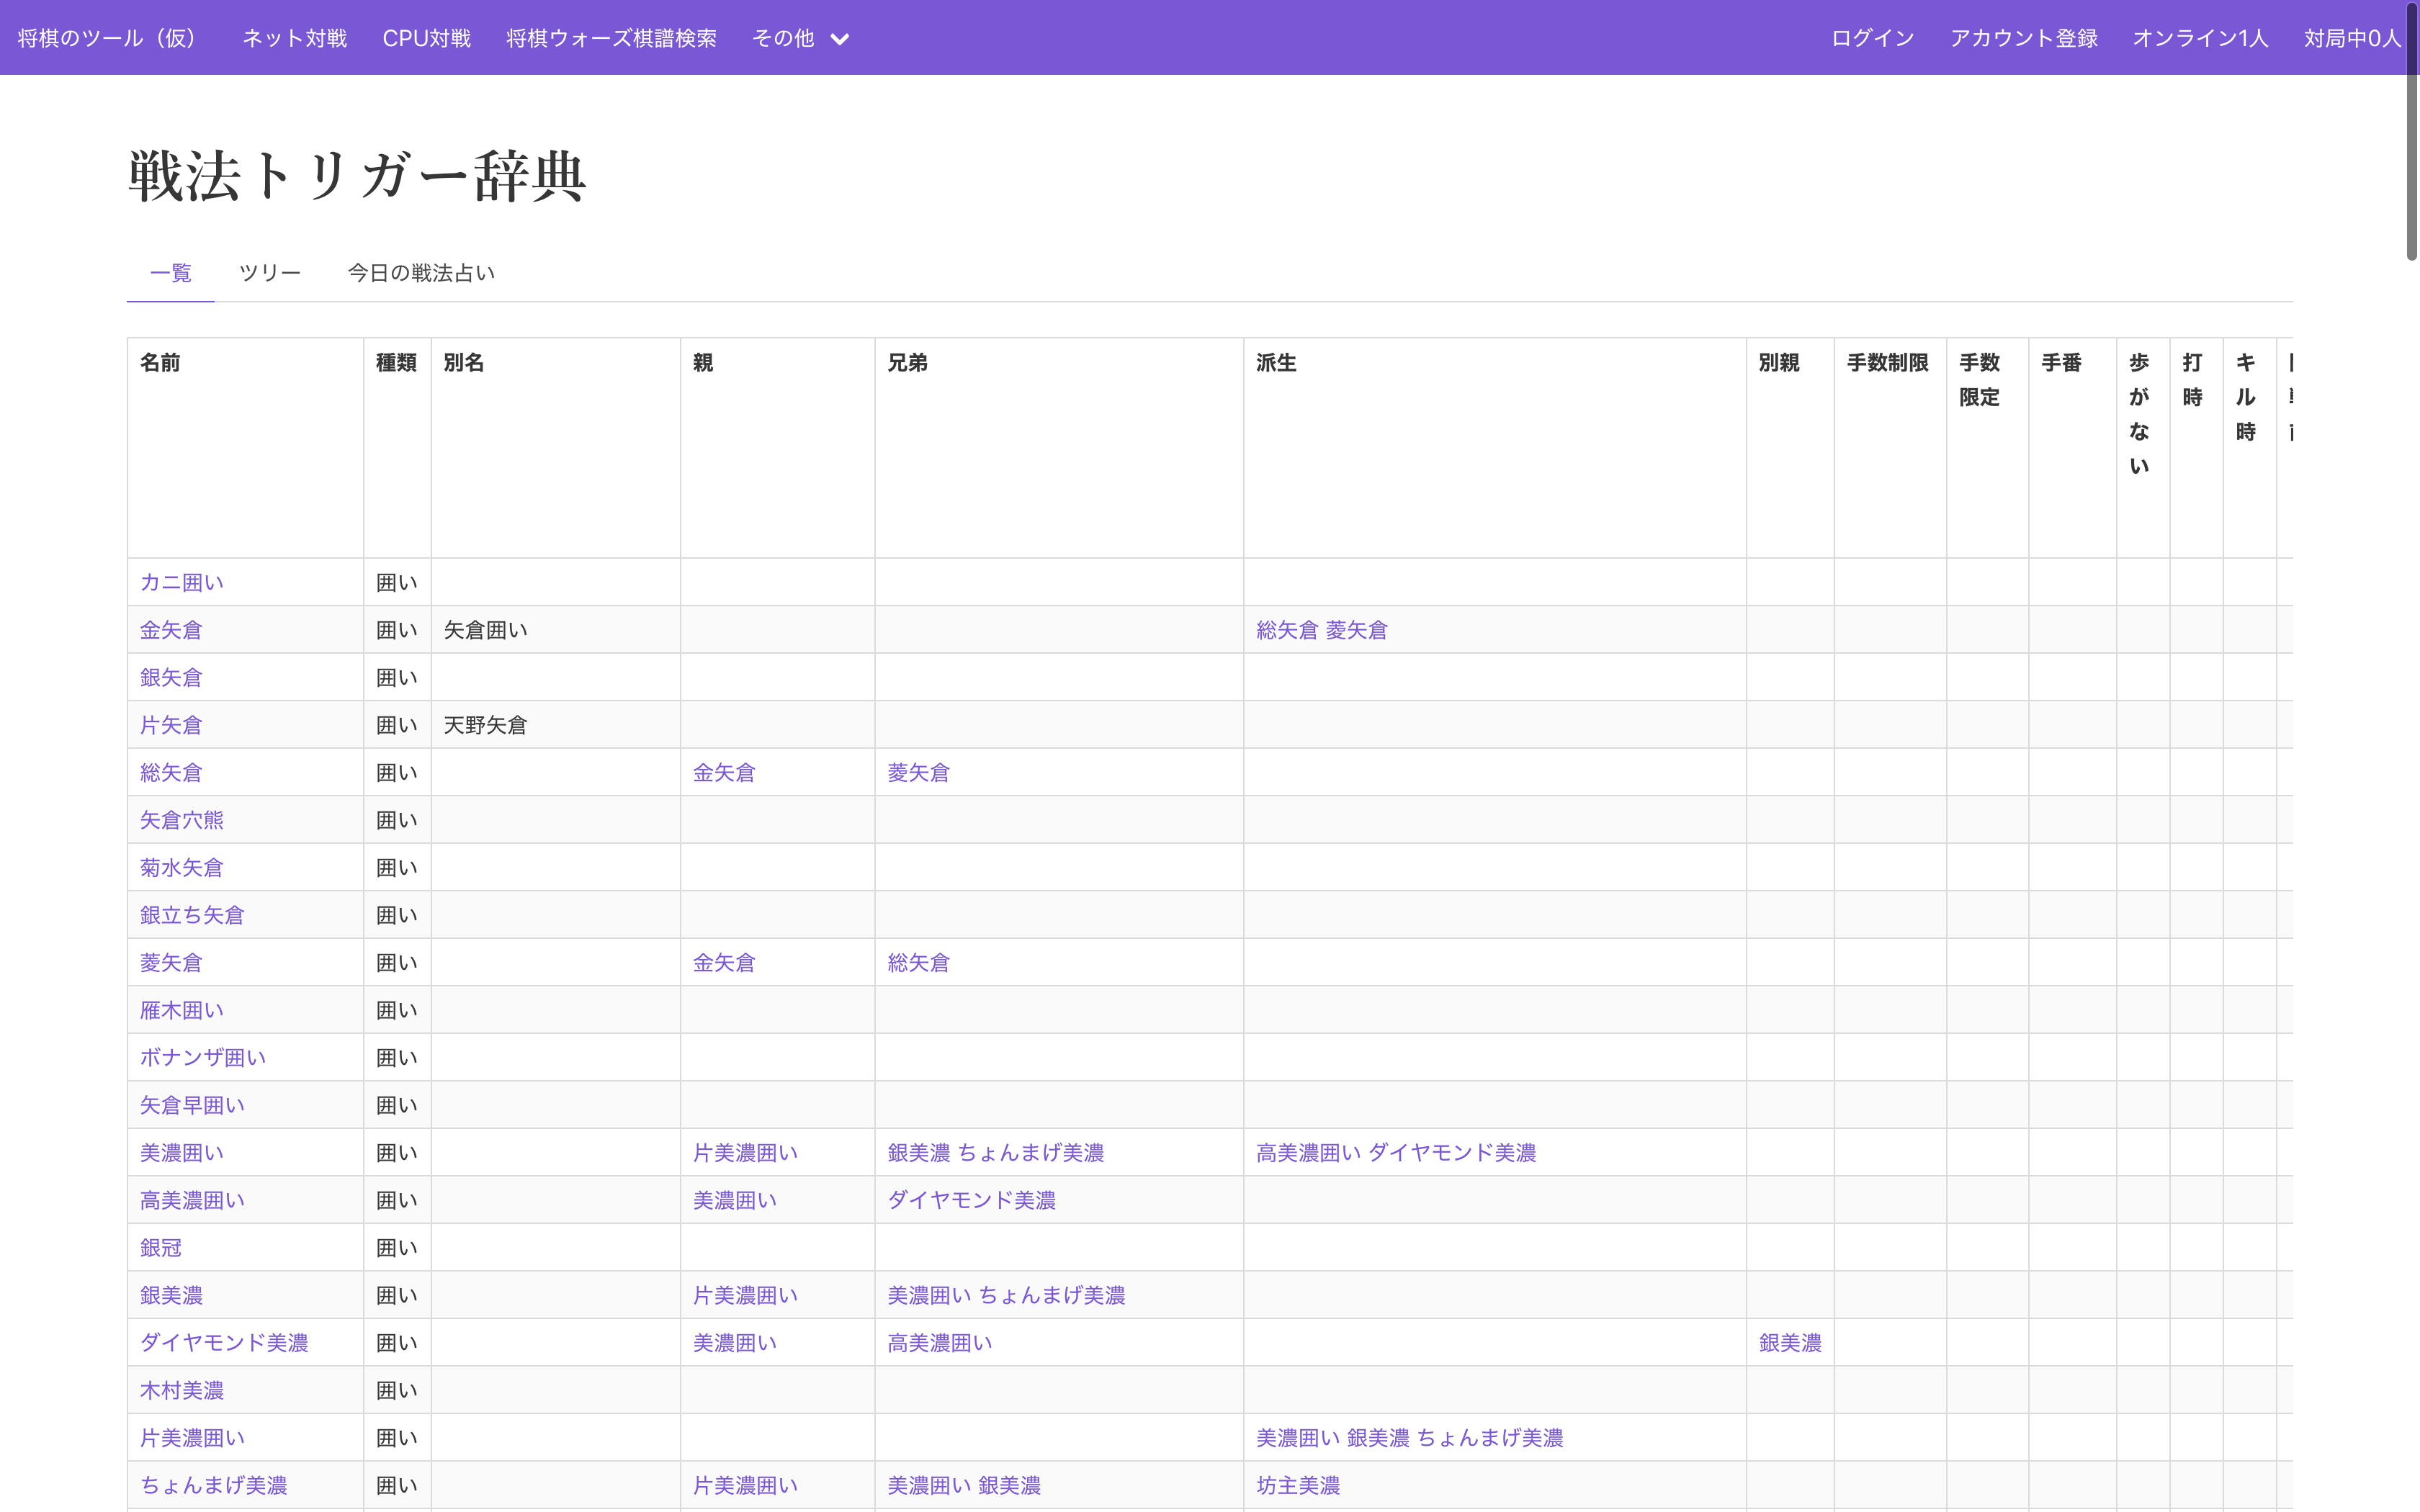 将棋のツール（仮） ネット対戦 CPU対戦 将棋ウォーズ棋譜検索 その他 ログイン アカウント登録 オンライン1人 対局中0人
戦法トリガー辞典
一覧 ツリー 今日の戦法占い
名前 種類 別名 親 兄弟 派生 別親 手数制限 手数限定 手番 歩がない 打時 キル時
カニ囲い 囲い
金矢倉 囲い 矢倉囲い 総矢倉 菱矢倉
銀矢倉 囲い
片矢倉 囲い 天野矢倉
総矢倉 囲い 金矢倉 菱矢倉
矢倉穴熊 囲い
菊水矢倉 囲い
銀立ち矢倉 囲い
菱矢倉 囲い 金矢倉 総矢倉
雁木囲い 囲い
ボナンザ囲い 囲い
矢倉早囲い 囲い
美濃囲い 囲い 片美濃囲い 銀美濃 ちょんまげ美濃 高美濃囲い ダイヤモンド美濃
高美濃囲い 囲い 美濃囲い ダイヤモンド美濃
銀冠 囲い
銀美濃 囲い 片美濃囲い 美濃囲い ちょんまげ美濃
ダイヤモンド美濃 囲い 美濃囲い 高美濃囲い 銀美濃
木村美濃 囲い
片美濃囲い 囲い 美濃囲い 銀美濃 ちょんまげ美濃
ちょんまげ美濃 囲い 片美濃囲い 美濃囲い 銀美濃 坊主美濃